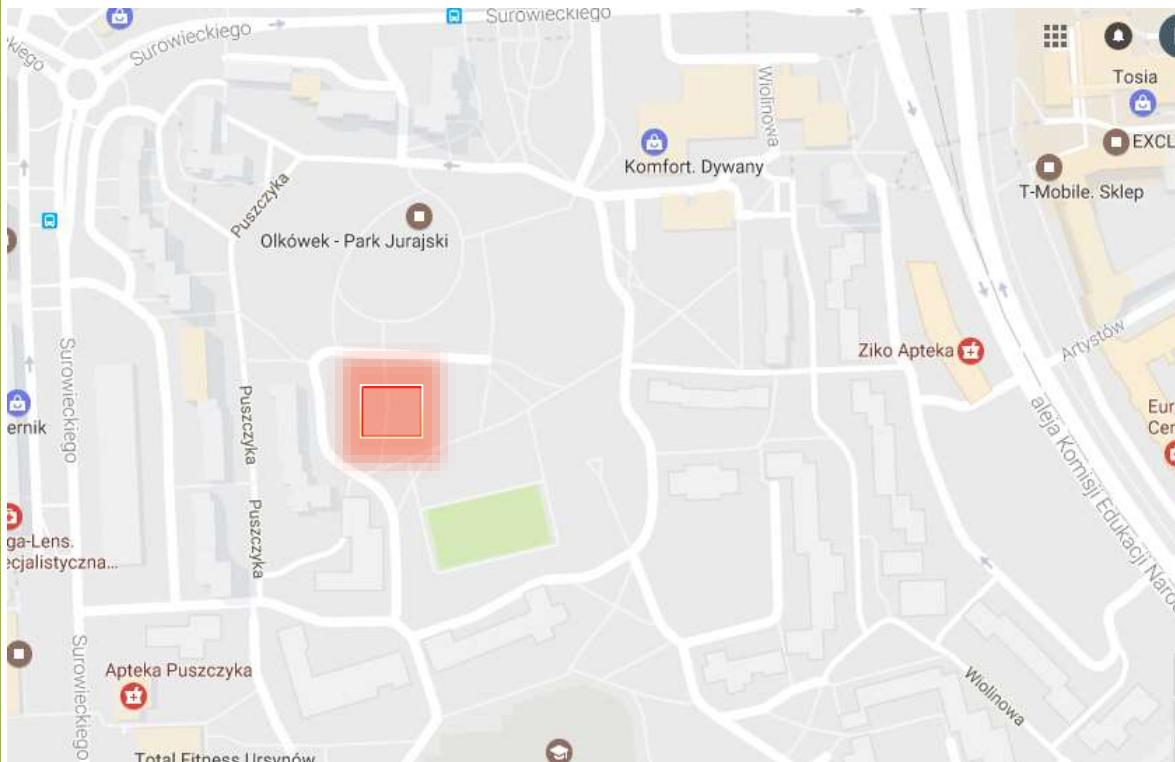 Surowieckiego
Surowieckiego
Tosia
Wiolinowa
EXCL
Komfort. Dywany
T-Mobile. Sklep
Puszczyka
Olkówek - Park Jurajski
Surowieckiego
Ziko Apteka
Artystów
Puszczyka
ernik
Eur
Cer
aleja Komisji Edukacji Naro
Puszczyka
ga-Lens.
ecjalistyczna...
Surowieckiego
Apteka Puszczyka
Wiolinowa
Total Fitness Ursynów